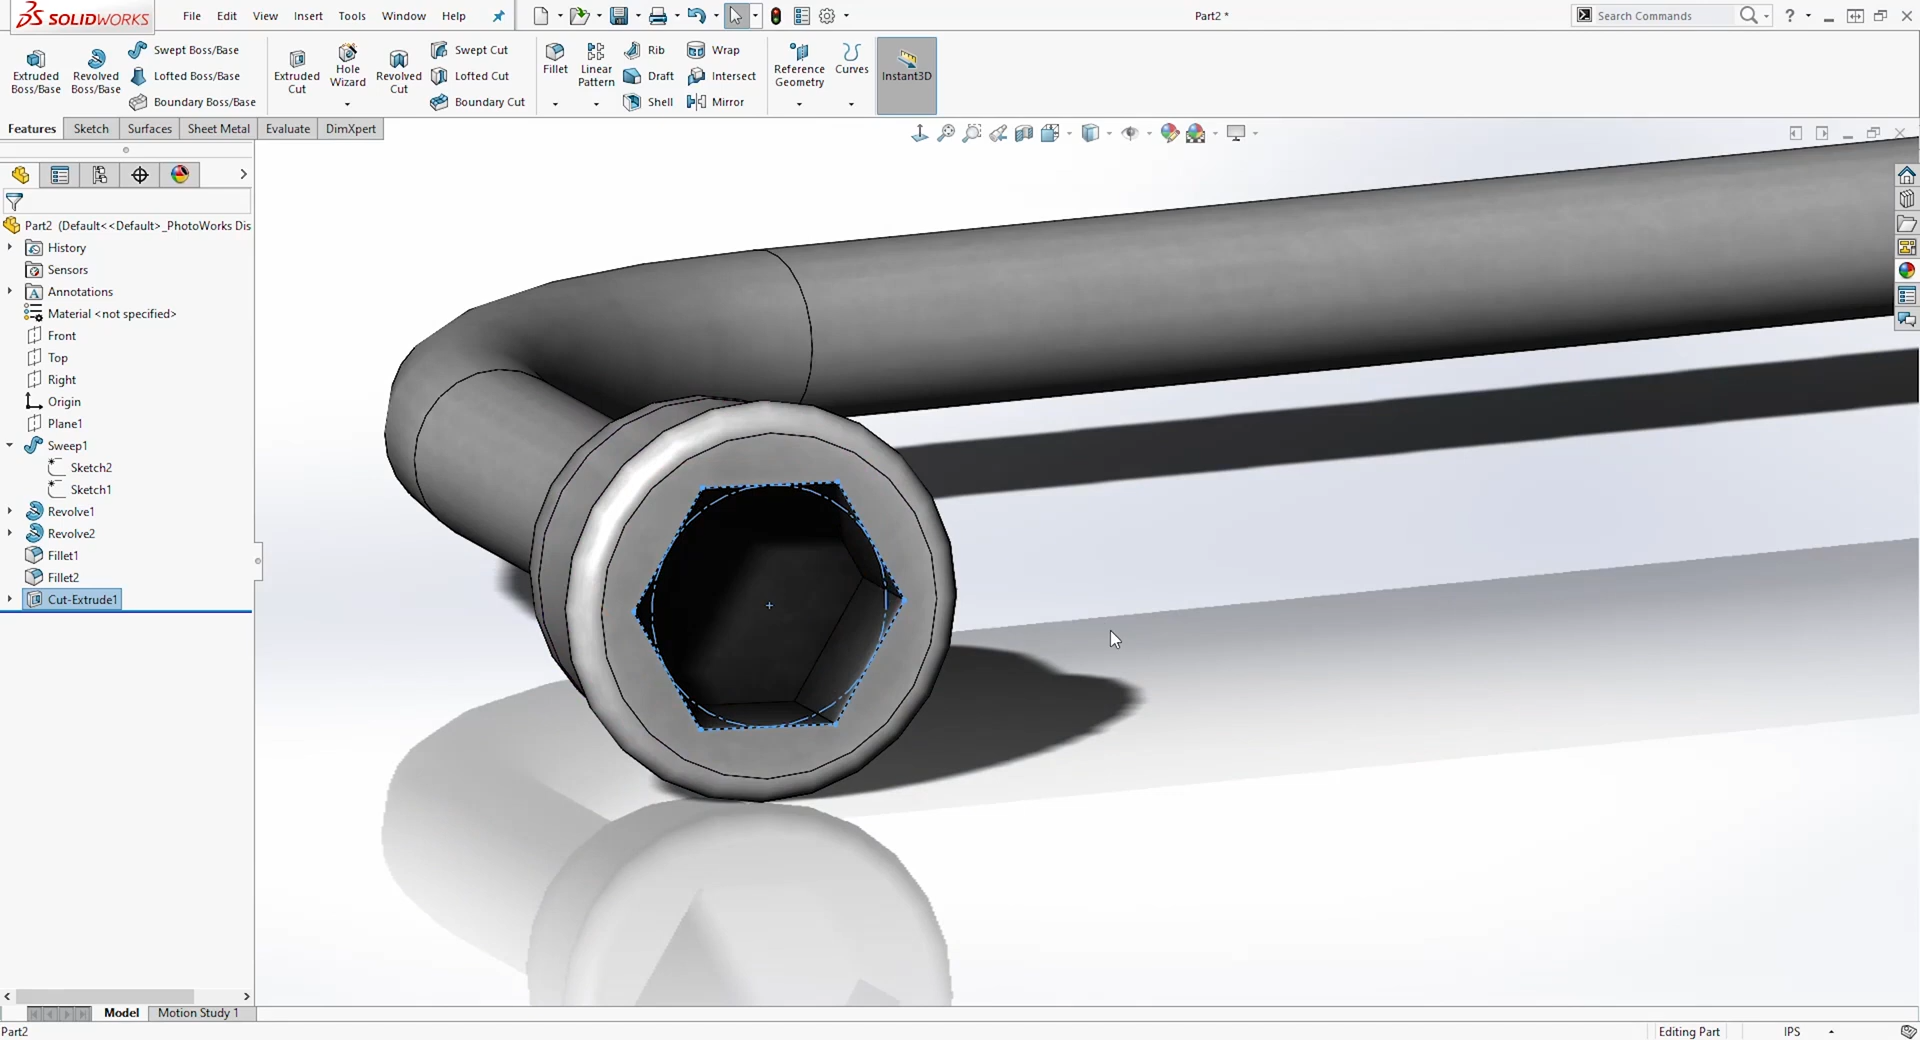 SOLIDWORKS File Edit View Insert Tools Window Help Part2 * Search Commands ?
Extruded Boss/Base
Revolved Boss/Base
Swept Boss/Base
Lofted Boss/Base
Boundary Boss/Base
Extruded Cut
Hole Wizard
Revolved Cut
Swept Cut
Lofted Cut
Boundary Cut
Fillet
Linear Pattern
Rib
Draft
Shell
Wrap
Intersect
Mirror
Reference Geometry
Curves
Instant3D
Features Sketch Surfaces Sheet Metal Evaluate DimXpert
Part2 (Default<<Default>_PhotoWorks Dis
History
Sensors
Annotations
Material <not specified>
Front
Top
Right
Origin
Plane1
Sweep1
Sketch2
Sketch1
Revolve1
Revolve2
Fillet1
Fillet2
Cut-Extrude1
Model Motion Study 1
Part2 Editing Part IPS